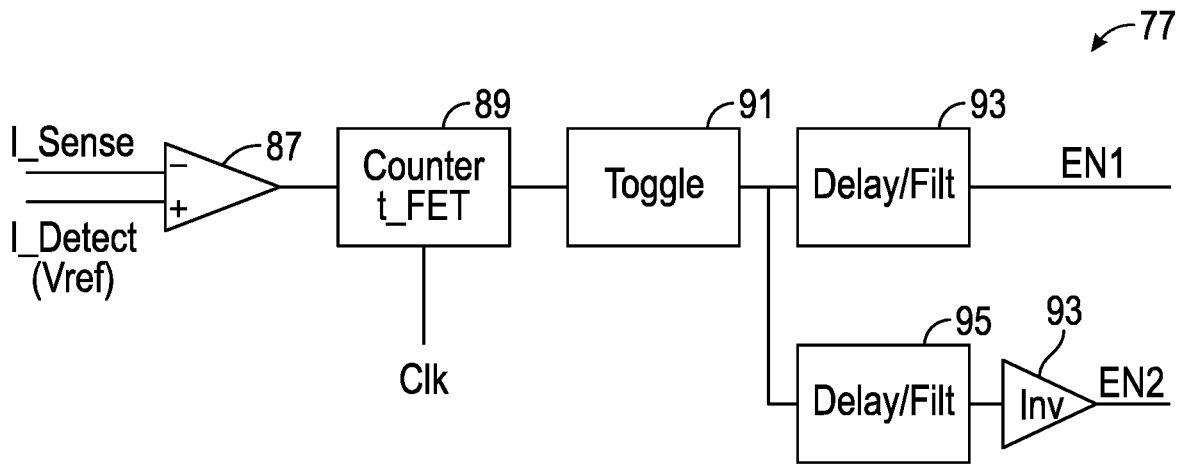 77
89
91
93
I_Sense
87
−
+
Counter
t_FET
Toggle
Delay/Filt
EN1
I_Detect
(Vref)
Clk
95
93
Delay/Filt
Inv
EN2